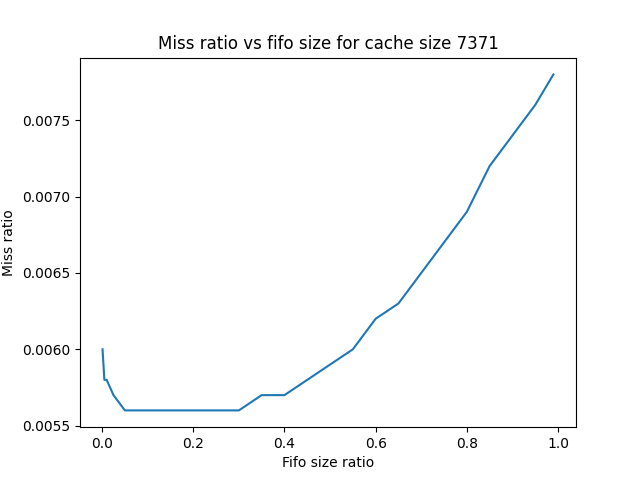 Miss ratio vs fifo size for cache size 7371
0.0075
0.0070
0.0065
0.0060
0.0055
Miss ratio
0.0 0.2 0.4 0.6 0.8 1.0
Fifo size ratio